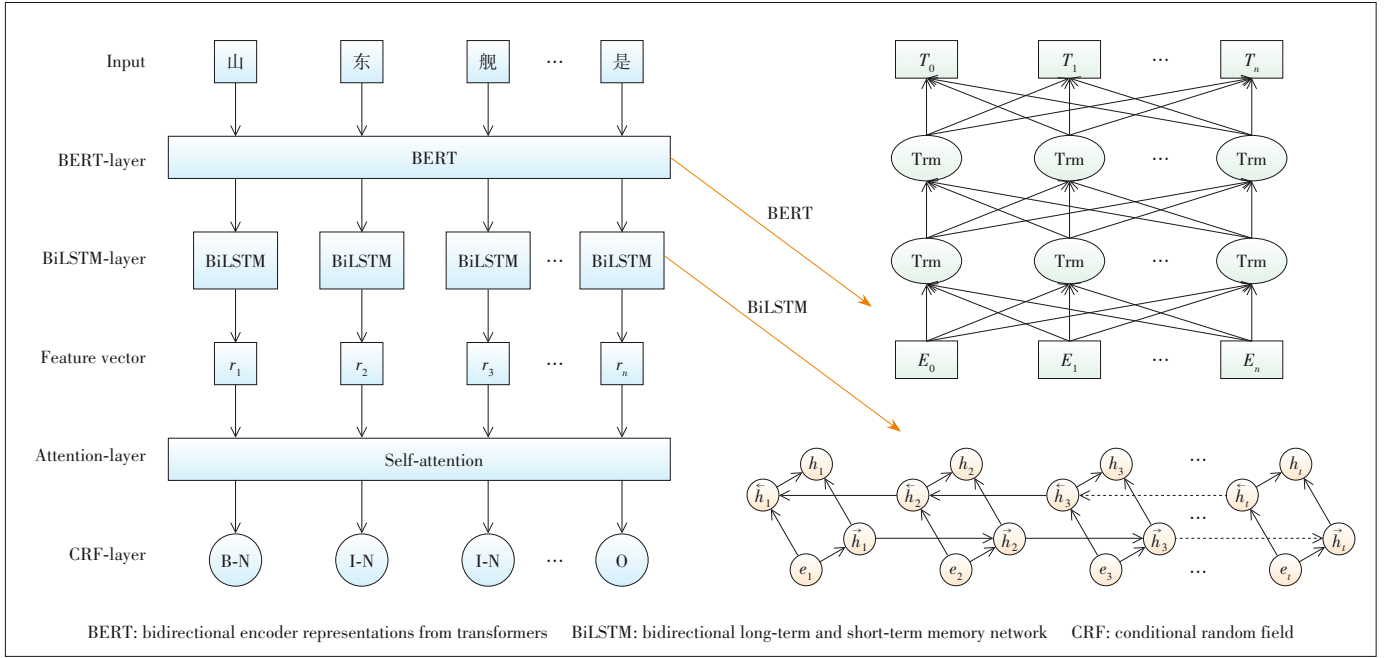 Input 山 东 舰 … 是
BERT-layer BERT
BiLSTM-layer BiLSTM BiLSTM BiLSTM … BiLSTM
Feature vector r1 r2 r3 … rn
Attention-layer Self-attention
CRF-layer B-N I-N I-N … O
BERT
BiLSTM
T0 T1 … Tn
Trm Trm … Trm
Trm Trm … Trm
E0 E1 … En
h1 h2 h3 … ht
←h1 ←h2 ←h3 ←ht
…
→h1 →h2 →h3 →ht
e1 e2 e3 … et
BERT: bidirectional encoder representations from transformers BiLSTM: bidirectional long-term and short-term memory network CRF: conditional random field